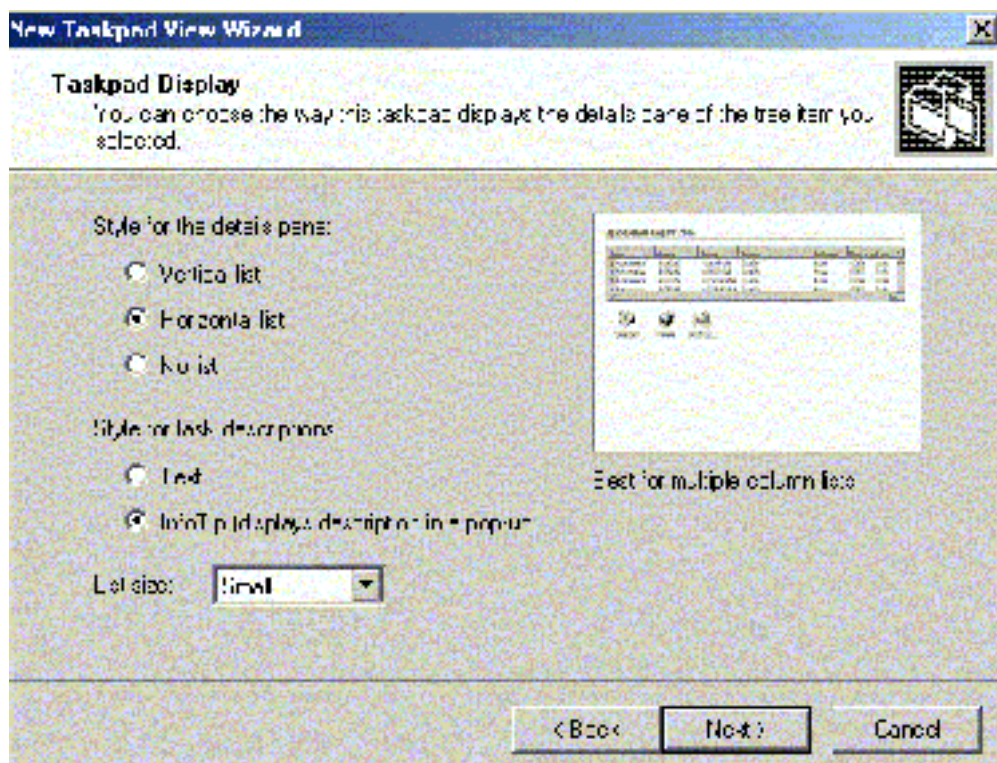 New Taskpad View Wizard
Taskpad Display
You can choose the way this taskpad displays the details pane of the tree item you
selected.
Style for the details pane:
Vertical list
Horizontal list
No list
Style for task descriptions
Text
InfoTip (displays description in a pop-up
Best for multiple column lists
List size:
Small
< Back
Next >
Cancel